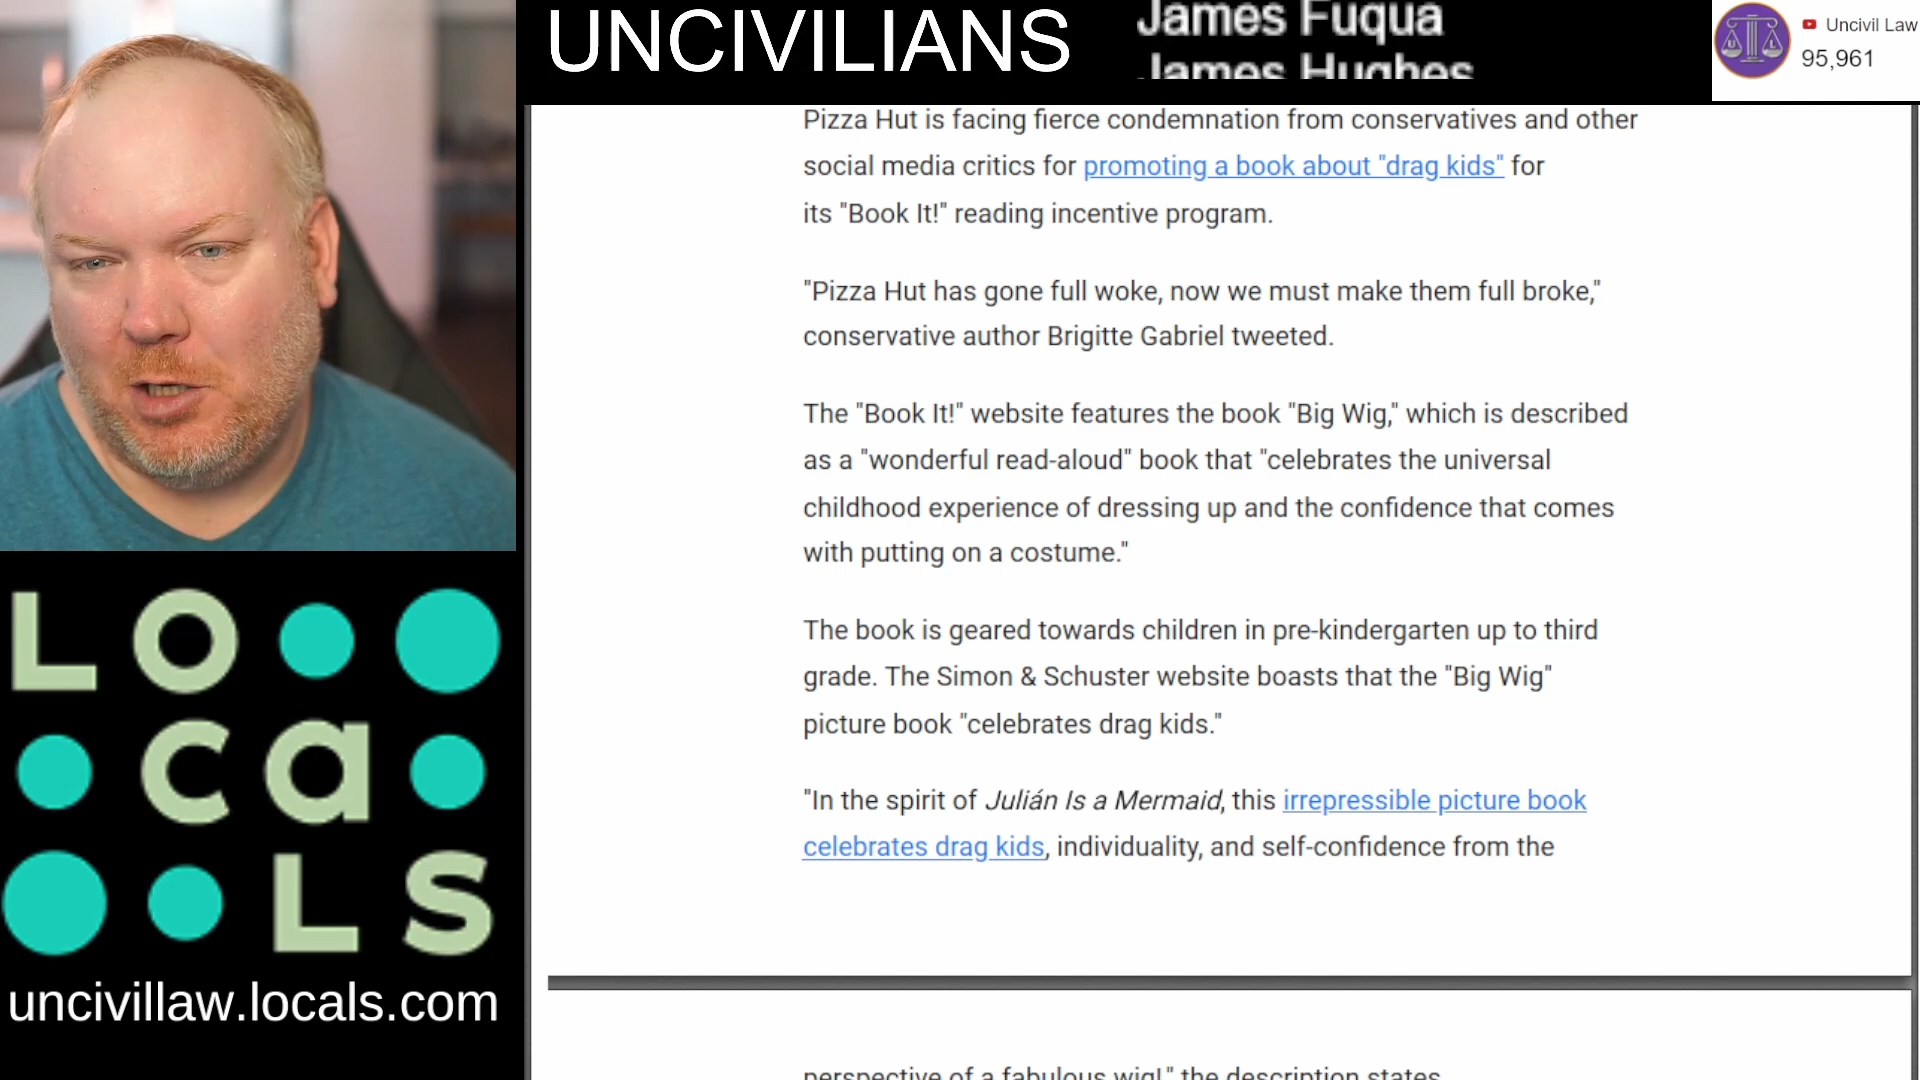 UNCIVILIANS
James Fuqua
James Hughes
Uncivil Law
95,961
U L
Pizza Hut is facing fierce condemnation from conservatives and other
social media critics for promoting a book about "drag kids" for
its "Book It!" reading incentive program.
"Pizza Hut has gone full woke, now we must make them full broke,"
conservative author Brigitte Gabriel tweeted.
The "Book It!" website features the book "Big Wig," which is described
as a "wonderful read-aloud" book that "celebrates the universal
childhood experience of dressing up and the confidence that comes
with putting on a costume."
The book is geared towards children in pre-kindergarten up to third
grade. The Simon & Schuster website boasts that the "Big Wig"
picture book "celebrates drag kids."
"In the spirit of Julián Is a Mermaid, this irrepressible picture book
celebrates drag kids, individuality, and self-confidence from the
perspective of a fabulous wig!" the description states
LOcaLS
uncivillaw.locals.com